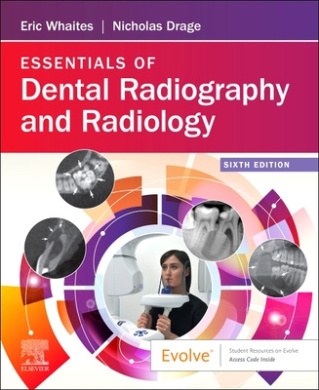 Eric Whaites | Nicholas Drage
ESSENTIALS OF
Dental Radiography
and Radiology
SIXTH EDITION
ELSEVIER
Evolve
Student Resources on Evolve
Access Code Inside